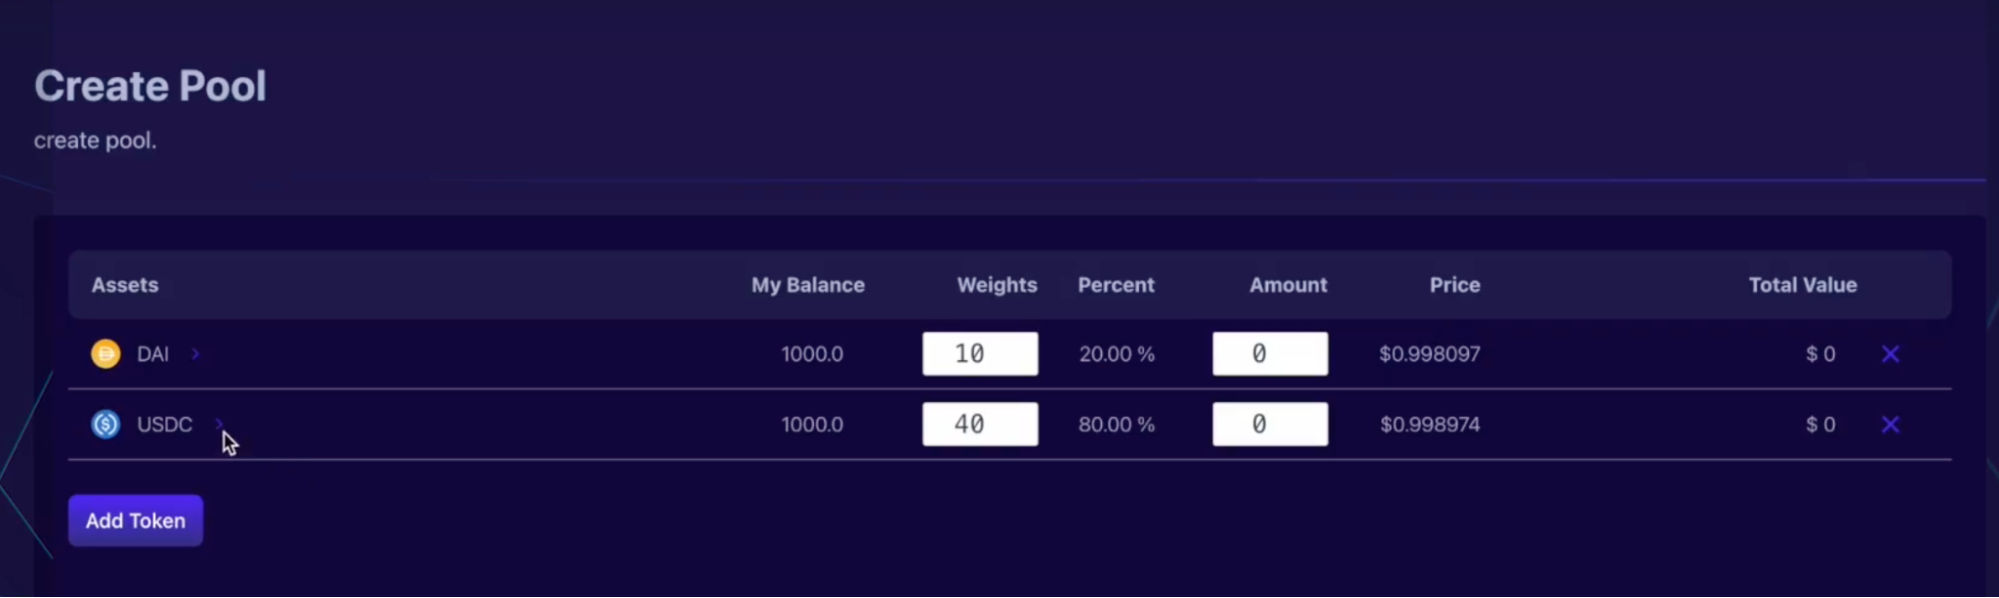 Create Pool
create pool.
Assets My Balance Weights Percent Amount Price Total Value
DAI 1000.0 10 20.00 % 0 $0.998097 $ 0
USDC 1000.0 40 80.00 % 0 $0.998974 $ 0
Add Token